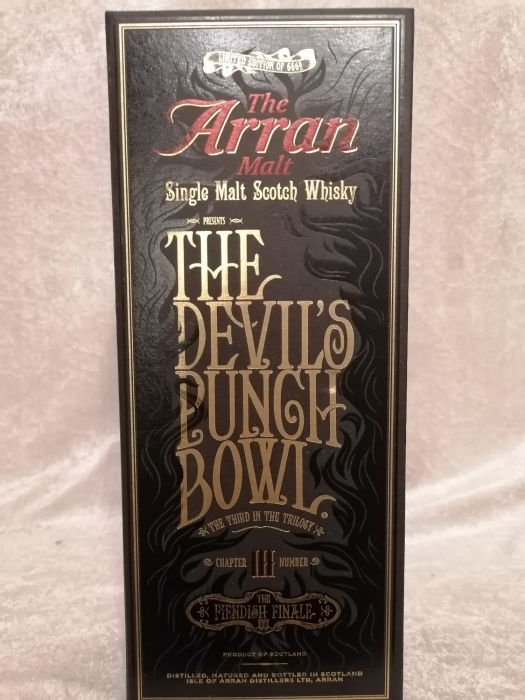 LIMITED EDITION OF 6666
The
Arran
Malt
Single Malt Scotch Whisky
PRESENTS
THE
DEVIL'S
PUNCH
BOWL.
THE THIRD IN THE TRILOGY
CHAPTER III NUMBER
THE
FIENDISH FINALE
PRODUCT OF SCOTLAND
DISTILLED, MATURED AND BOTTLED IN SCOTLAND
ISLE OF ARRAN DISTILLERS LTD, ARRAN